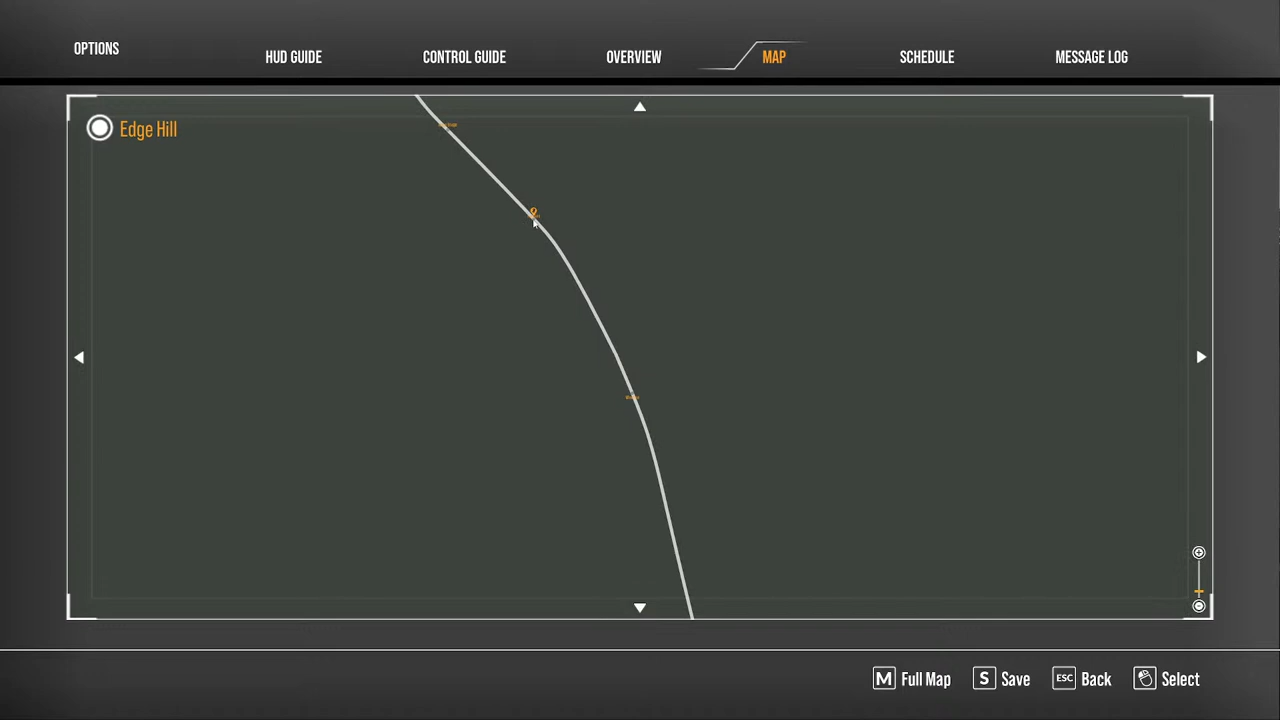 OPTIONS
HUD GUIDE
CONTROL GUIDE
OVERVIEW
MAP
SCHEDULE
MESSAGE LOG
Edge Hill
M Full Map
S Save
ESC Back
Select